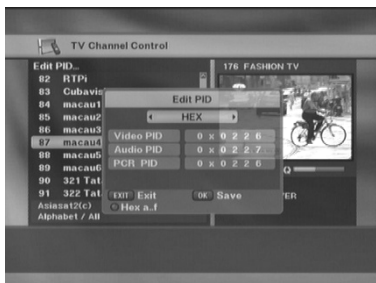 TV Channel Control
Edit PID...
176 FASHION TV
82 RTPi
83 Cubavis
84 macau1
85 macau2
86 macau3
87 macau4
88 macau5
89 macau6
90 321 Tat
91 322 Tat
Asiasat2(c)
Alphabet / All
Edit PID
HEX
Video PID 0 x 0 2 2 6
Audio PID 0 x 0 2 2 7
PCR PID 0 x 0 2 2 6
EXIT Exit
OK Save
Hex a..f
Q
ER